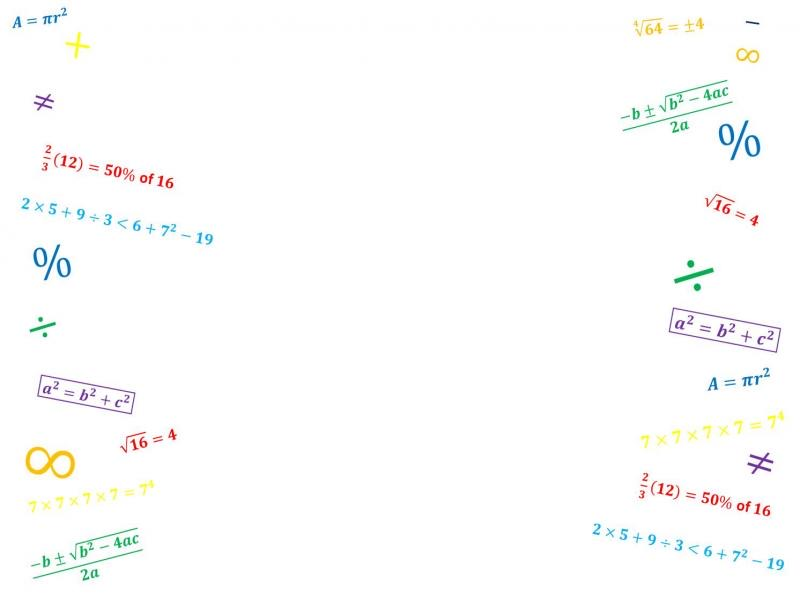 A = πr²
+
≠
2/3 (12) = 50% of 16
2 × 5 + 9 ÷ 3 < 6 + 7² − 19
%
÷
a² = b² + c²
√16 = 4
∞
7 × 7 × 7 × 7 = 7⁴
−b ± √(b² − 4ac) / 2a
∜64 = ±4
−
∞
−b ± √(b² − 4ac) / 2a
%
√16 = 4
÷
a² = b² + c²
A = πr²
7 × 7 × 7 × 7 = 7⁴
≠
2/3 (12) = 50% of 16
2 × 5 + 9 ÷ 3 < 6 + 7² − 19